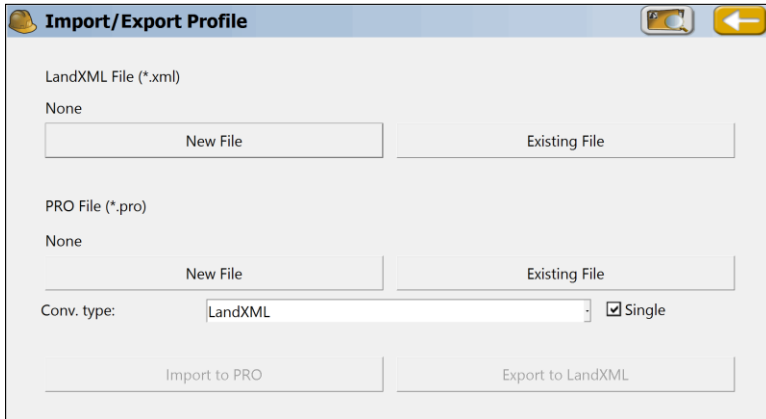 Import/Export Profile
LandXML File (*.xml)
None
New File Existing File
PRO File (*.pro)
None
New File Existing File
Conv. type: LandXML Single
Import to PRO Export to LandXML